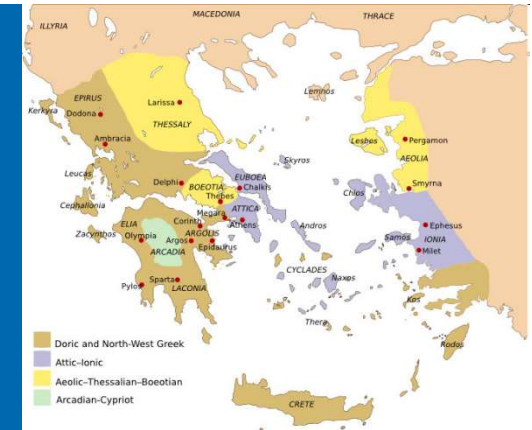 MACEDONIA
THRACE
ILLYRIA
Lemnos
EPIRUS
Larissa
Kerkyra
Dodona
THESSALY
Ambracia
Lesbos
Pergamon
AEOLIA
Skyros
Leucas
Delphi
EUBOEA
Chalkis
BOEOTIA
Thebes
Smyrna
Chios
Cephallonia
Megara
ATTICA
Athens
Zacynthos
ELIA
Corinth
Olympia
ARGOLIS
Argos
Epidaurus
ARCADIA
Andros
Ephesus
Samos
IONIA
Milet
CYCLADES
Naxos
Sparta
Pylos
LACONIA
Kos
Thera
Rodos
Doric and North-West Greek
Attic–Ionic
Aeolic–Thessalian–Boeotian
Arcadian-Cypriot
CRETE